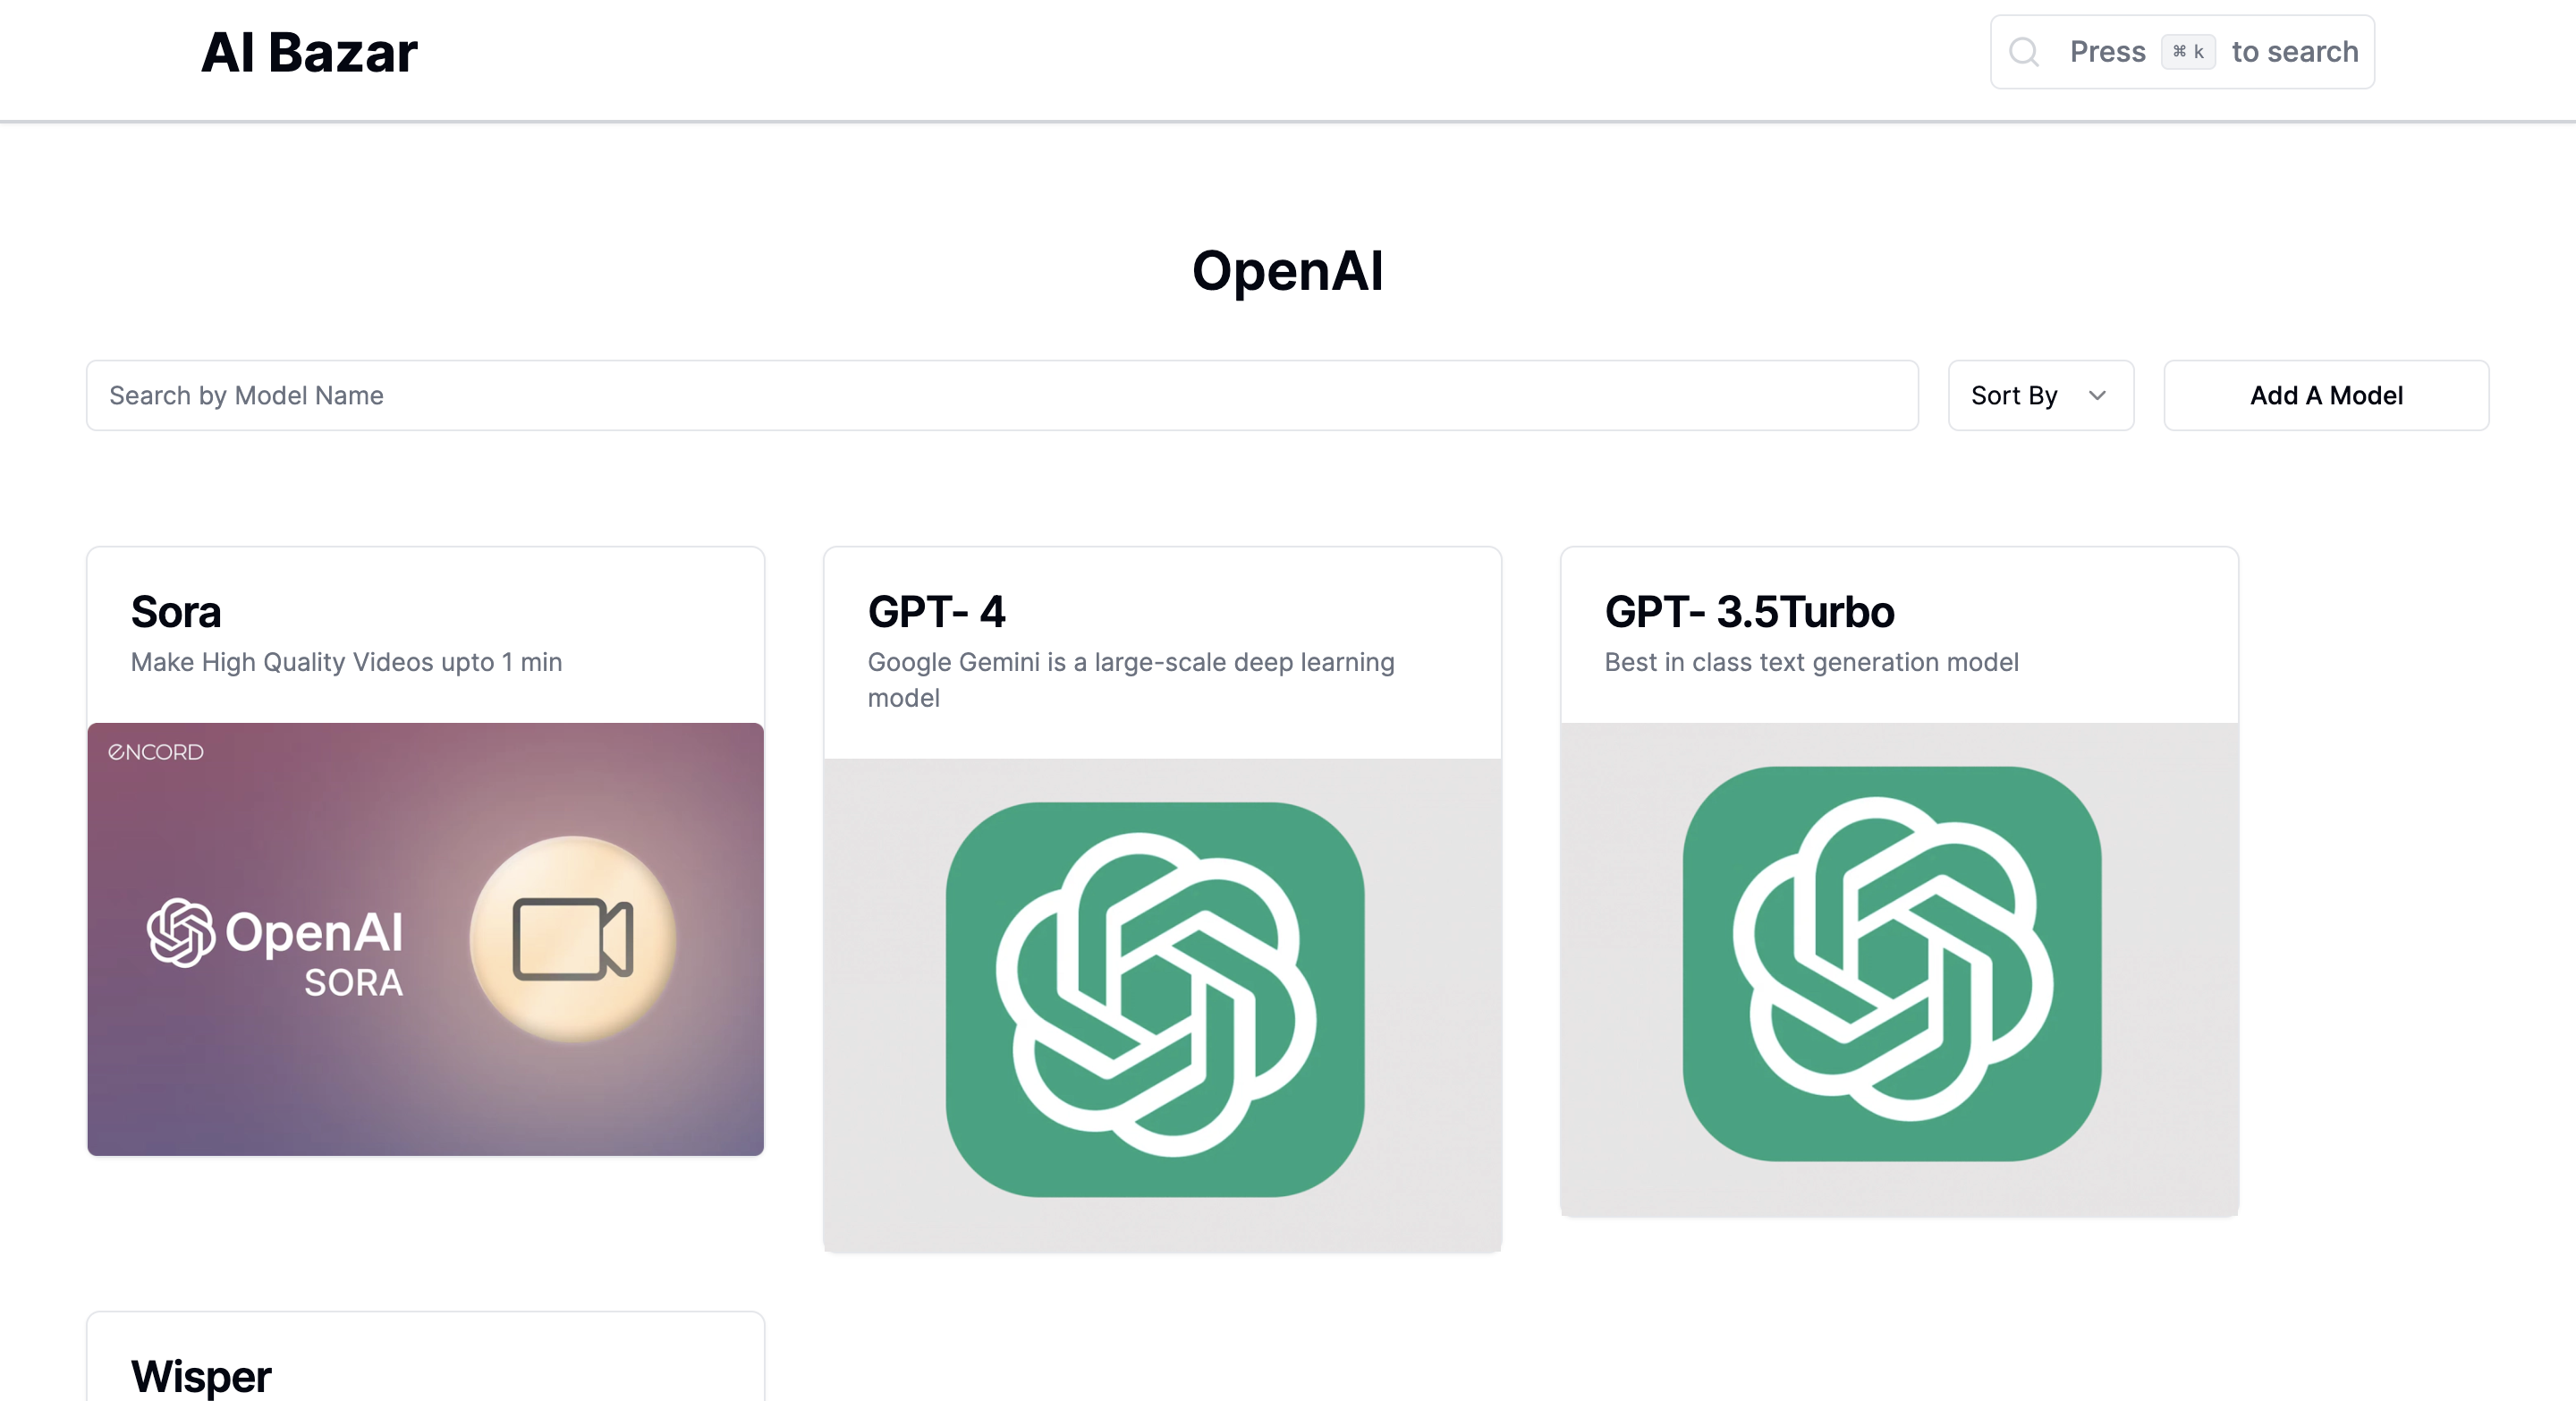 AI Bazar
Press ⌘ k to search
OpenAI
Search by Model Name
Sort By
Add A Model
Sora
Make High Quality Videos upto 1 min
ENCORD
OpenAI
SORA
GPT- 4
Google Gemini is a large-scale deep learning
model
GPT- 3.5Turbo
Best in class text generation model
Wisper